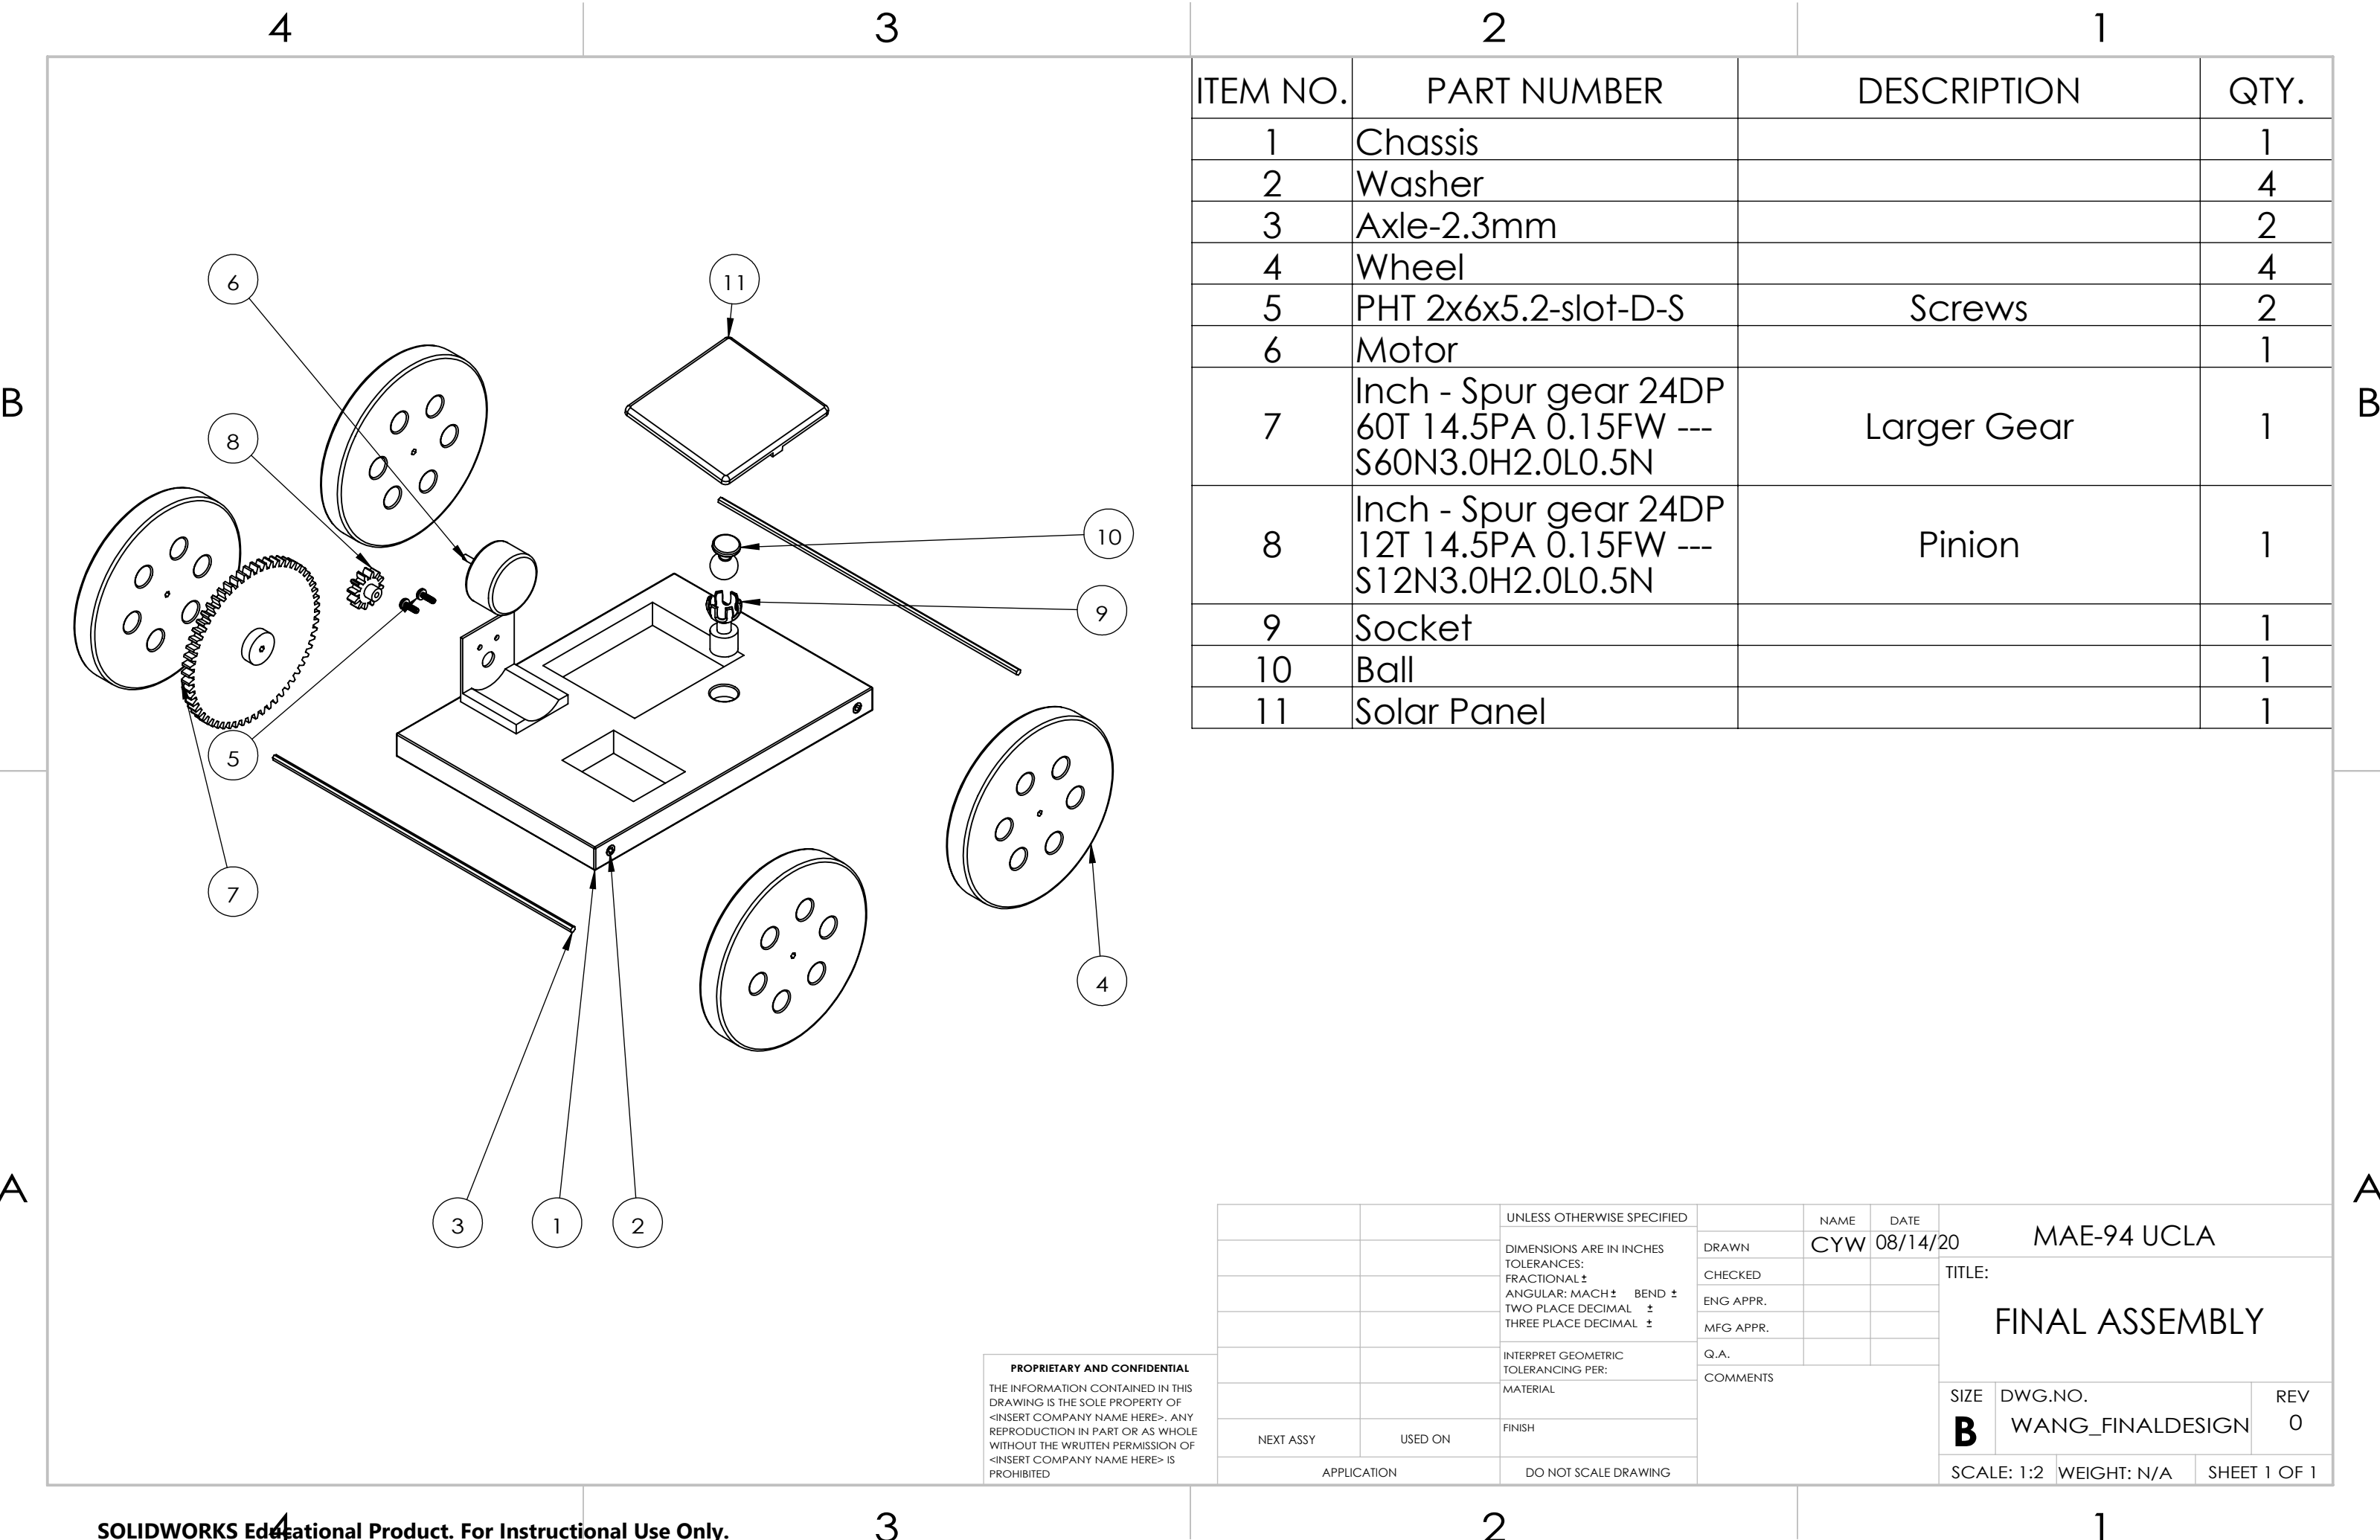 4 3 2 1
ITEM NO. PART NUMBER DESCRIPTION QTY.
1 Chassis 1
2 Washer 4
3 Axle-2.3mm 2
4 Wheel 4
5 PHT 2x6x5.2-slot-D-S Screws 2
6 Motor 1
7 Inch - Spur gear 24DP
60T 14.5PA 0.15FW ---
S60N3.0H2.0L0.5N Larger Gear 1
8 Inch - Spur gear 24DP
12T 14.5PA 0.15FW ---
S12N3.0H2.0L0.5N Pinion 1
9 Socket 1
10 Ball 1
11 Solar Panel 1
6
11
B
B
8
10
9
5
7
4
A
A
3
1
2
PROPRIETARY AND CONFIDENTIAL
THE INFORMATION CONTAINED IN THIS
DRAWING IS THE SOLE PROPERTY OF
<INSERT COMPANY NAME HERE>. ANY
REPRODUCTION IN PART OR AS WHOLE
WITHOUT THE WRUTTEN PERMISSION OF
<INSERT COMPANY NAME HERE> IS
PROHIBITED
NEXT ASSY USED ON
APPLICATION
UNLESS OTHERWISE SPECIFIED
DIMENSIONS ARE IN INCHES
TOLERANCES:
FRACTIONAL ±
ANGULAR: MACH ± BEND ±
TWO PLACE DECIMAL ±
THREE PLACE DECIMAL ±
INTERPRET GEOMETRIC
TOLERANCING PER:
MATERIAL
FINISH
DO NOT SCALE DRAWING
NAME DATE
DRAWN CYW 08/14/20
CHECKED
ENG APPR.
MFG APPR.
Q.A.
COMMENTS
MAE-94 UCLA
TITLE:
FINAL ASSEMBLY
SIZE DWG.NO. REV
B WANG_FINALDESIGN 0
SCALE: 1:2 WEIGHT: N/A SHEET 1 OF 1
4 3 2 1
SOLIDWORKS Educational Product. For Instructional Use Only.